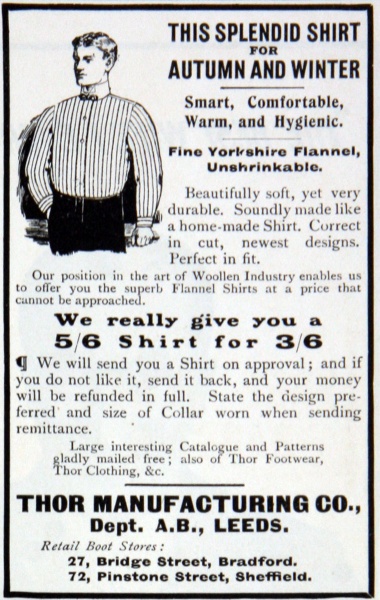 THIS SPLENDID SHIRT
FOR
AUTUMN AND WINTER
Smart, Comfortable,
Warm, and Hygienic.
Fine Yorkshire Flannel,
Unshrinkable.
Beautifully soft, yet very
durable. Soundly made like
a home-made Shirt. Correct
in cut, newest designs.
Perfect in fit.
Our position in the art of Woollen Industry enables us
to offer you the superb Flannel Shirts at a price that
cannot be approached.
We really give you a
5/6 Shirt for 3/6
¶ We will send you a Shirt on approval; and if
you do not like it, send it back, and your money
will be refunded in full. State the design pre-
ferred and size of Collar worn when sending
remittance.
Large interesting Catalogue and Patterns
gladly mailed free; also of Thor Footwear,
Thor Clothing, &c.
THOR MANUFACTURING CO.,
Dept. A.B., LEEDS.
Retail Boot Stores:
27, Bridge Street, Bradford.
72, Pinstone Street, Sheffield.